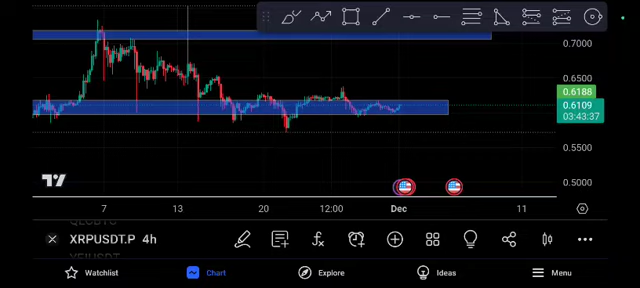 0.7000
0.6500
0.6188
0.6109
03:43:37
0.5500
0.5000
7 13 20 12:00 Dec 11
XRPUSDT.P 4h
Watchlist Chart Explore Ideas Menu